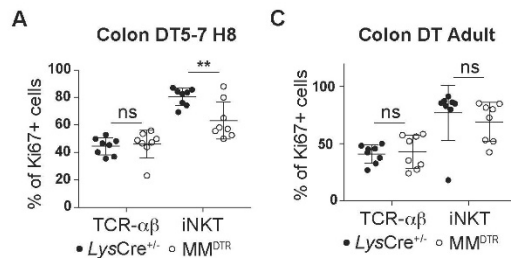 A
Colon DT5-7 H8
% of Ki67+ cells
100
80
60
40
20
0
ns
**
TCR-αβ iNKT
● LysCre+/- ○ MMDTR
C
Colon DT Adult
% of Ki67+ cells
100
50
0
ns
ns
TCR-αβ iNKT
● LysCre+/- ○ MMDTR